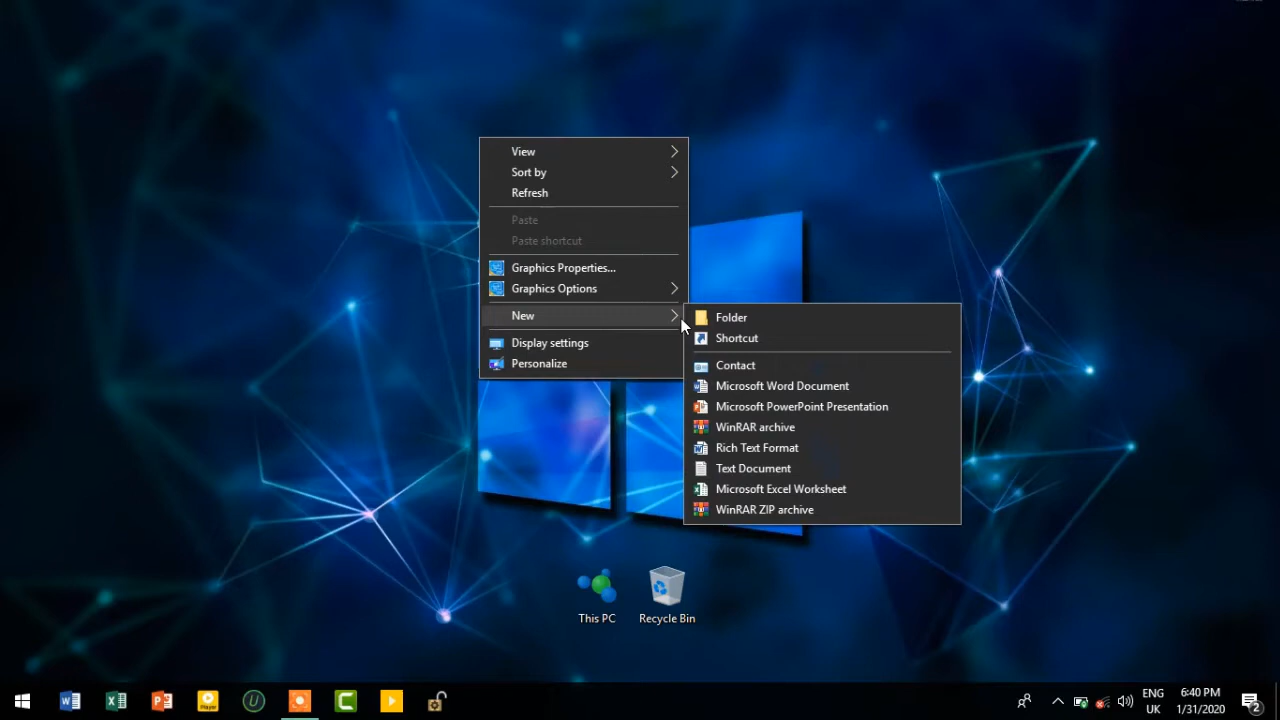 View
Sort by
Refresh
Paste
Paste shortcut
Graphics Properties...
Graphics Options
New
Display settings
Personalize
Folder
Shortcut
Contact
Microsoft Word Document
Microsoft PowerPoint Presentation
WinRAR archive
Rich Text Format
Text Document
Microsoft Excel Worksheet
WinRAR ZIP archive
This PC
Recycle Bin
ENG
UK
6:40 PM
1/31/2020
2